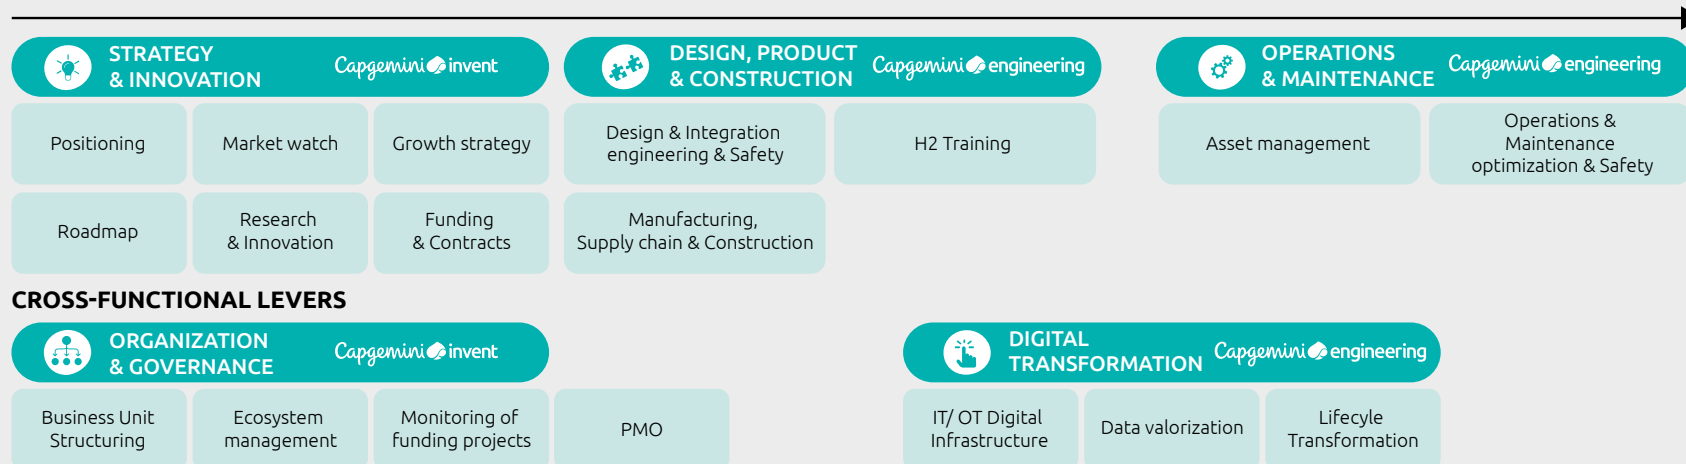 STRATEGY
& INNOVATION
Capgemini invent
Positioning
Market watch
Growth strategy
Roadmap
Research
& Innovation
Funding
& Contracts
DESIGN, PRODUCT
& CONSTRUCTION
Capgemini engineering
Design & Integration
engineering & Safety
H2 Training
Manufacturing,
Supply chain & Construction
OPERATIONS
& MAINTENANCE
Capgemini engineering
Asset management
Operations &
Maintenance
optimization & Safety
CROSS-FUNCTIONAL LEVERS
ORGANIZATION
& GOVERNANCE
Capgemini invent
Business Unit
Structuring
Ecosystem
management
Monitoring of
funding projects
PMO
DIGITAL
TRANSFORMATION
Capgemini engineering
IT/ OT Digital
Infrastructure
Data valorization
Lifecyle
Transformation